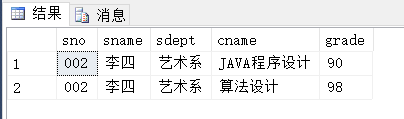 结果 消息
sno sname sdept cname grade
1 002 李四 艺术系 JAVA程序设计 90
2 002 李四 艺术系 算法设计 98